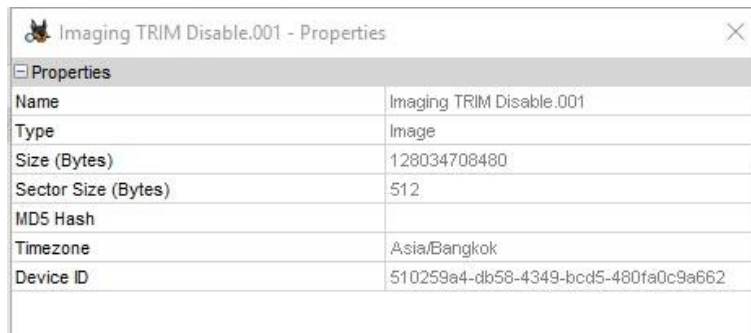 Imaging TRIM Disable.001 - Properties
Properties
Name Imaging TRIM Disable.001
Type Image
Size (Bytes) 128034708480
Sector Size (Bytes) 512
MD5 Hash
Timezone Asia/Bangkok
Device ID 510259a4-db58-4349-bcd5-480fa0c9a662